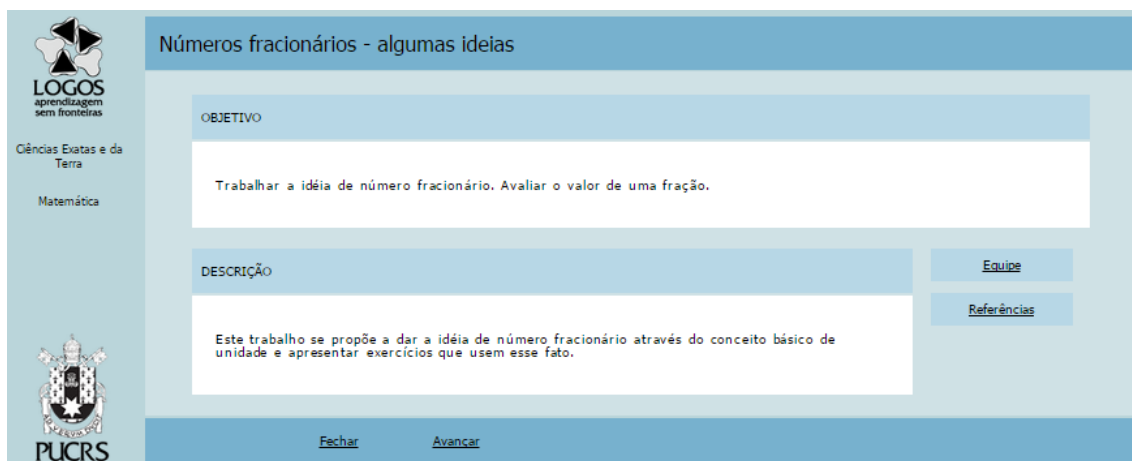 Números fracionários - algumas ideias
LOGOS
aprendizagem
sem fronteiras
Ciências Exatas e da
Terra
Matemática
OBJETIVO
Trabalhar a idéia de número fracionário. Avaliar o valor de uma fração.
DESCRIÇÃO
Este trabalho se propõe a dar a idéia de número fracionário através do conceito básico de
unidade e apresentar exercícios que usem esse fato.
Equipe
Referências
PUCRS
Fechar
Avançar